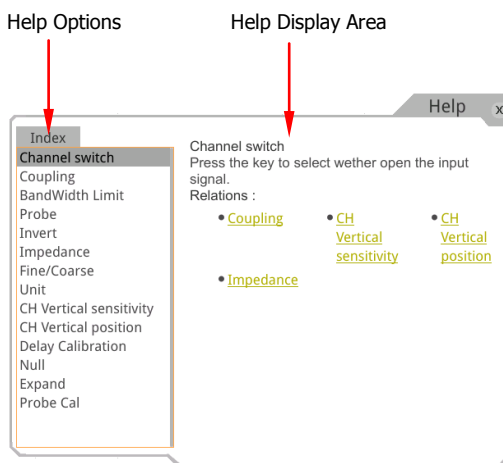 Help Options
Help Display Area
Help
x
Index
Channel switch
Coupling
BandWidth Limit
Probe
Invert
Impedance
Fine/Coarse
Unit
CH Vertical sensitivity
CH Vertical position
Delay Calibration
Null
Expand
Probe Cal
Channel switch
Press the key to select wether open the input
signal.
Relations :
• Coupling
• CH
Vertical
sensitivity
• CH
Vertical
position
• Impedance